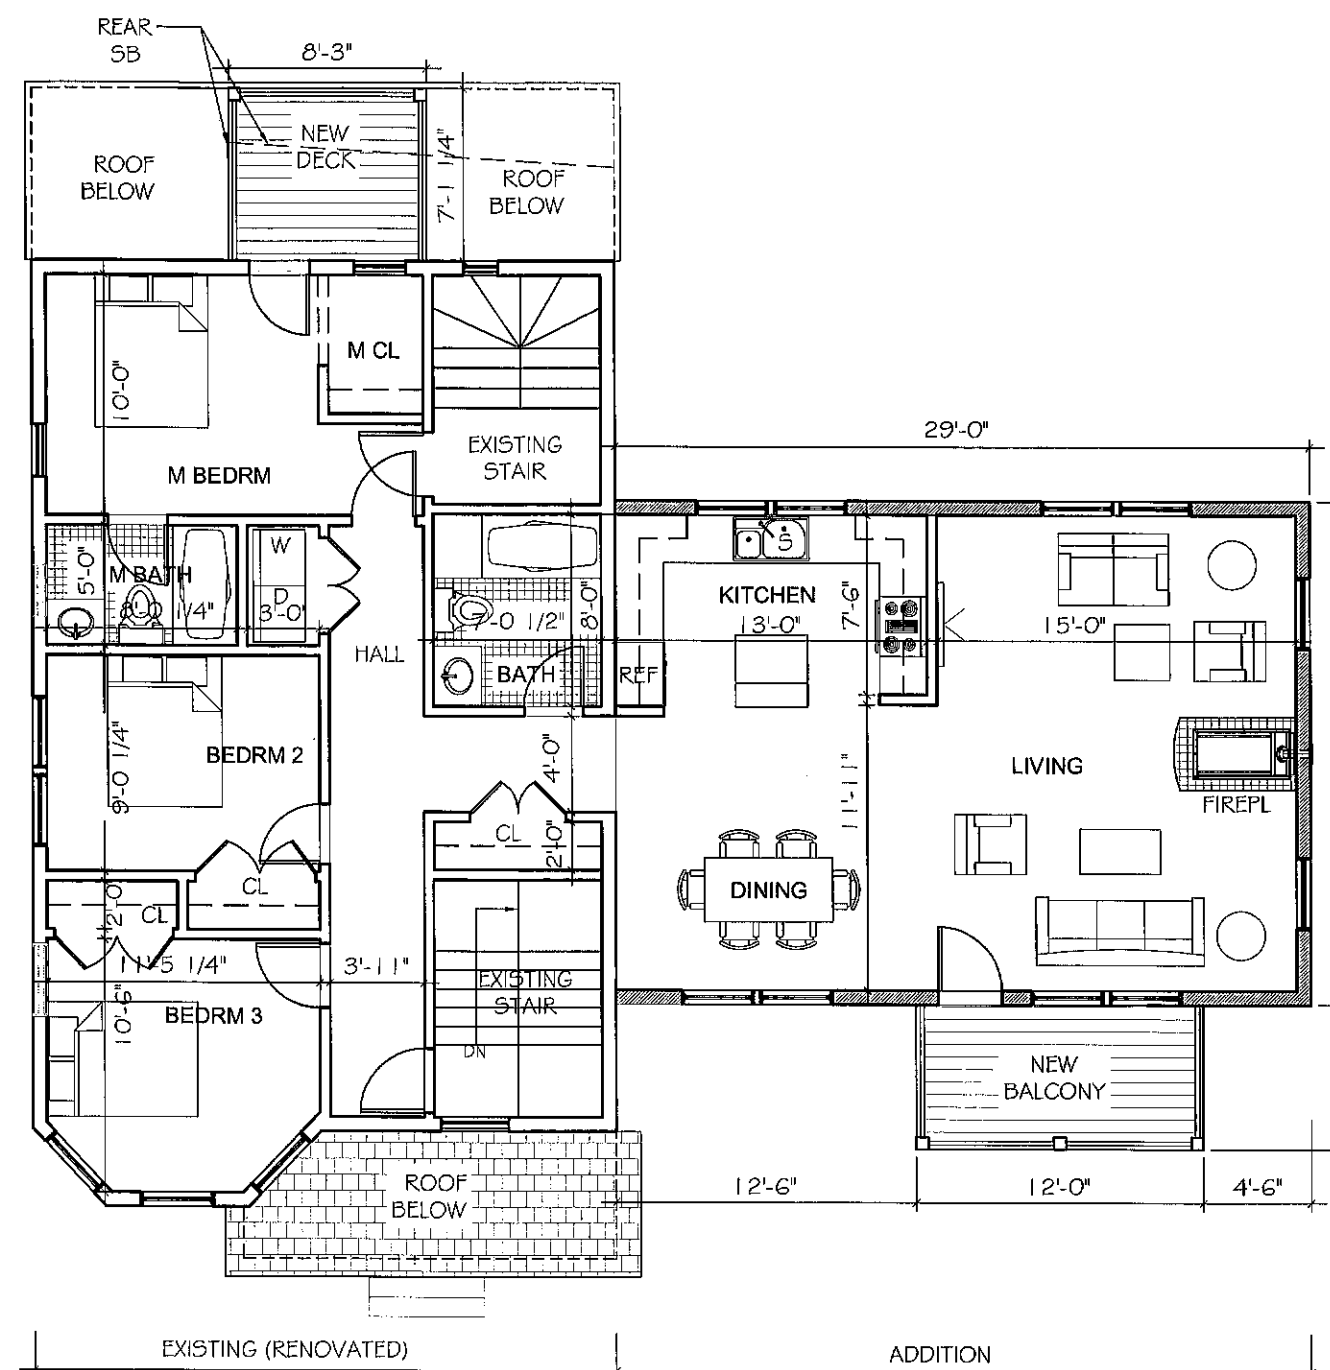 REAR
SB
8'-3"
NEW
DECK
ROOF
BELOW
7'-1 1/4"
ROOF
BELOW
10'-0"
M CL
M BEDRM
EXISTING
STAIR
29'-0"
W
D
5'-0"
M BATH
8'-0 1/4"
3'-0"
HALL
7'-0 1/2"
8'-0"
BATH
REF
S
KITCHEN
13'-0"
7'-6"
15'-0"
BEDRM 2
9'-0 1/4"
4'-0"
LIVING
FIREPL
11'-11"
CL
2'-0"
CL
CL
2'-0"
DINING
11'-5 1/4"
3'-11"
EXISTING
STAIR
DN
10'-6"
BEDRM 3
NEW
BALCONY
ROOF
BELOW
12'-6"
12'-0"
4'-6"
EXISTING (RENOVATED)
ADDITION